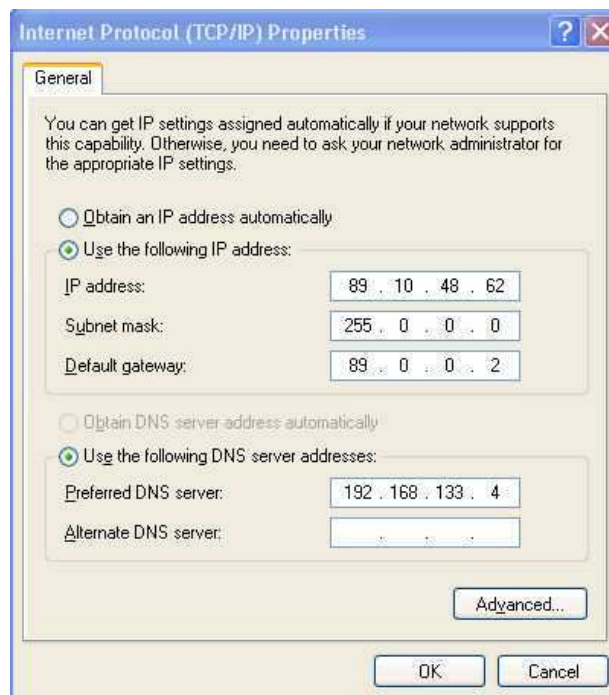 Internet Protocol (TCP/IP) Properties
General
You can get IP settings assigned automatically if your network supports
this capability. Otherwise, you need to ask your network administrator for
the appropriate IP settings.
Obtain an IP address automatically
Use the following IP address:
IP address: 89 . 10 . 48 . 62
Subnet mask: 255 . 0 . 0 . 0
Default gateway: 89 . 0 . 0 . 2
Obtain DNS server address automatically
Use the following DNS server addresses:
Preferred DNS server: 192 . 168 . 133 . 4
Alternate DNS server: . . .
Advanced...
OK Cancel